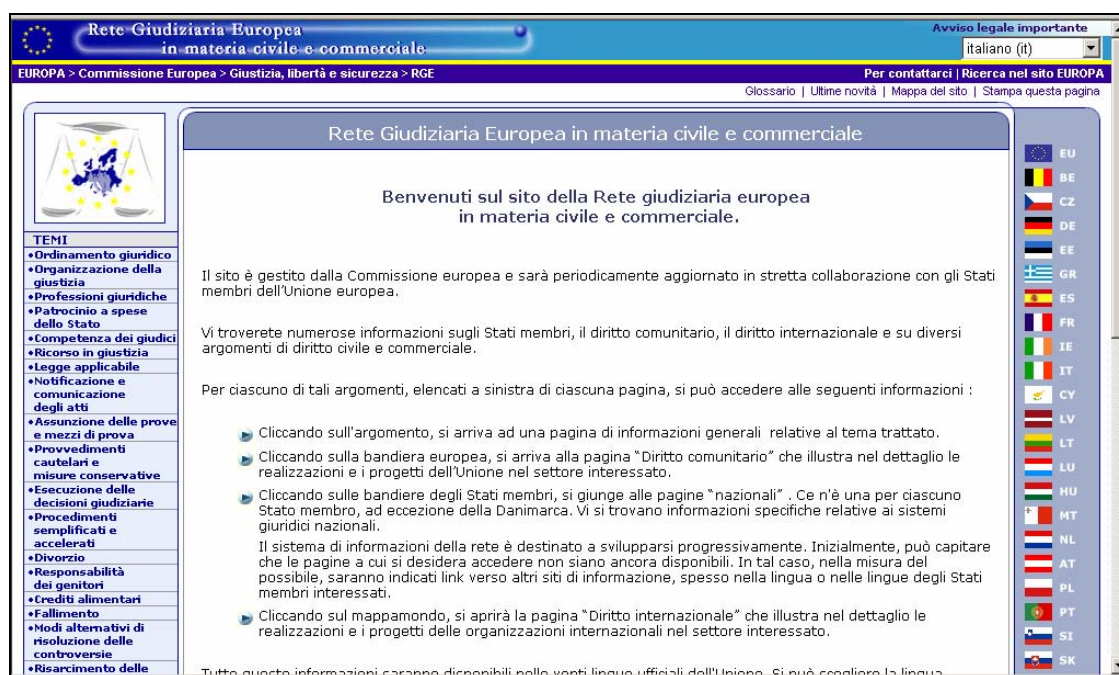 Rete Giudiziaria Europea
in materia civile e commerciale
Avviso legale importante
italiano (it)
EUROPA > Commissione Europea > Giustizia, libertà e sicurezza > RGE
Per contattarci | Ricerca nel sito EUROPA
Glossario | Ultime novità | Mappa del sito | Stampa questa pagina
TEMI
•Ordinamento giuridico
•Organizzazione della
giustizia
•Professioni giuridiche
•Patrocinio a spese
dello Stato
•Competenza dei giudici
•Ricorso in giustizia
•Legge applicabile
•Notificazione e
comunicazione
degli atti
•Assunzione delle prove
e mezzi di prova
•Provvedimenti
cautelari e
misure conservative
•Esecuzione delle
decisioni giudiziarie
•Procedimenti
semplificati e
accelerati
•Divorzio
•Responsabilità
dei genitori
•Crediti alimentari
•Fallimento
•Modi alternativi di
risoluzione delle
controversie
•Risarcimento delle
Rete Giudiziaria Europea in materia civile e commerciale
Benvenuti sul sito della Rete giudiziaria europea
in materia civile e commerciale.
Il sito è gestito dalla Commissione europea e sarà periodicamente aggiornato in stretta collaborazione con gli Stati
membri dell'Unione europea.
Vi troverete numerose informazioni sugli Stati membri, il diritto comunitario, il diritto internazionale e su diversi
argomenti di diritto civile e commerciale.
Per ciascuno di tali argomenti, elencati a sinistra di ciascuna pagina, si può accedere alle seguenti informazioni :
Cliccando sull'argomento, si arriva ad una pagina di informazioni generali relative al tema trattato.
Cliccando sulla bandiera europea, si arriva alla pagina "Diritto comunitario" che illustra nel dettaglio le
realizzazioni e i progetti dell'Unione nel settore interessato.
Cliccando sulle bandiere degli Stati membri, si giunge alle pagine "nazionali" . Ce n'è una per ciascuno
Stato membro, ad eccezione della Danimarca. Vi si trovano informazioni specifiche relative ai sistemi
giuridici nazionali.
Il sistema di informazioni della rete è destinato a svilupparsi progressivamente. Inizialmente, può capitare
che le pagine a cui si desidera accedere non siano ancora disponibili. In tal caso, nella misura del
possibile, saranno indicati link verso altri siti di informazione, spesso nella lingua o nelle lingue degli Stati
membri interessati.
Cliccando sul mappamondo, si aprirà la pagina "Diritto internazionale" che illustra nel dettaglio le
realizzazioni e i progetti delle organizzazioni internazionali nel settore interessato.
Tutte queste informazioni saranno disponibili nelle venti lingue ufficiali dell'Unione. Si può scegliere la lingua
EU
BE
CZ
DE
EE
GR
ES
FR
IE
IT
CY
LV
LT
LU
HU
MT
NL
AT
PL
PT
SI
SK